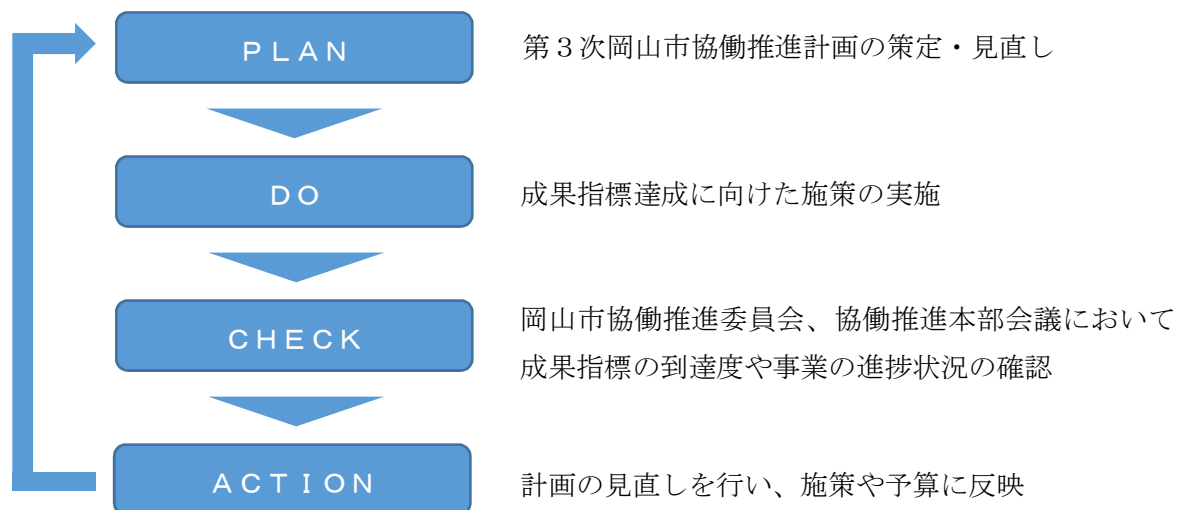 ＰＬＡＮ
第３次岡山市協働推進計画の策定・見直し
ＤＯ
成果指標達成に向けた施策の実施
ＣＨＥＣＫ
岡山市協働推進委員会、協働推進本部会議において
成果指標の到達度や事業の進捗状況の確認
ＡＣＴＩＯＮ
計画の見直しを行い、施策や予算に反映